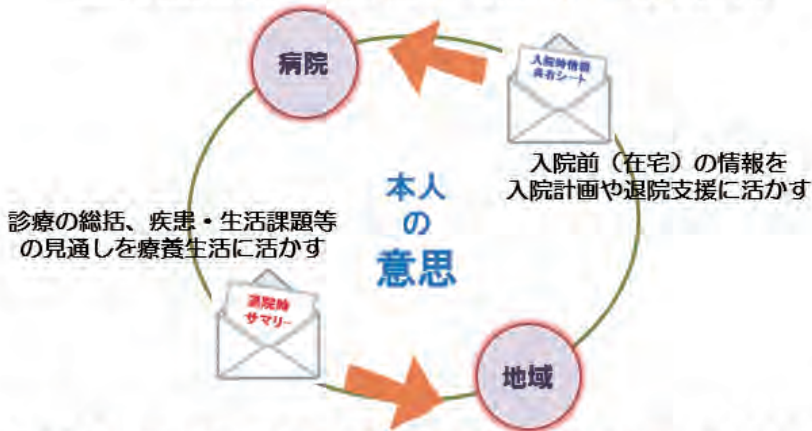 病院
入院時情報
共有シート
入院前（在宅）の情報を
入院計画や退院支援に活かす
本人
の
意思
診療の総括、疾患・生活課題等
の見通しを療養生活に活かす
退院時
サマリー
地域